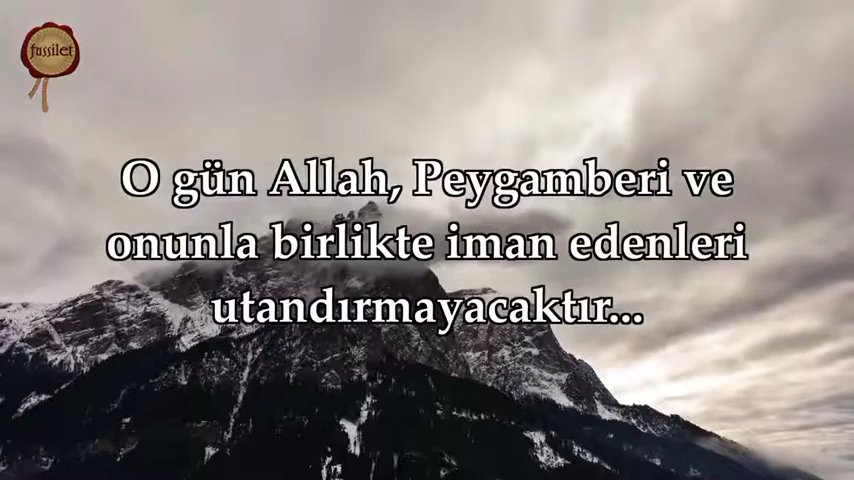 fussilet
O gün Allah, Peygamberi ve
onunla birlikte iman edenleri
utandırmayacaktır...